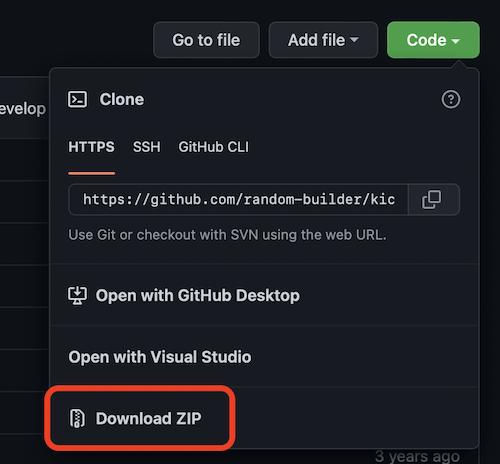 Go to file
Add file
Code
evelop
Clone
HTTPS
SSH
GitHub CLI
https://github.com/random-builder/kic
Use Git or checkout with SVN using the web URL.
Open with GitHub Desktop
Open with Visual Studio
Download ZIP
3 years ago